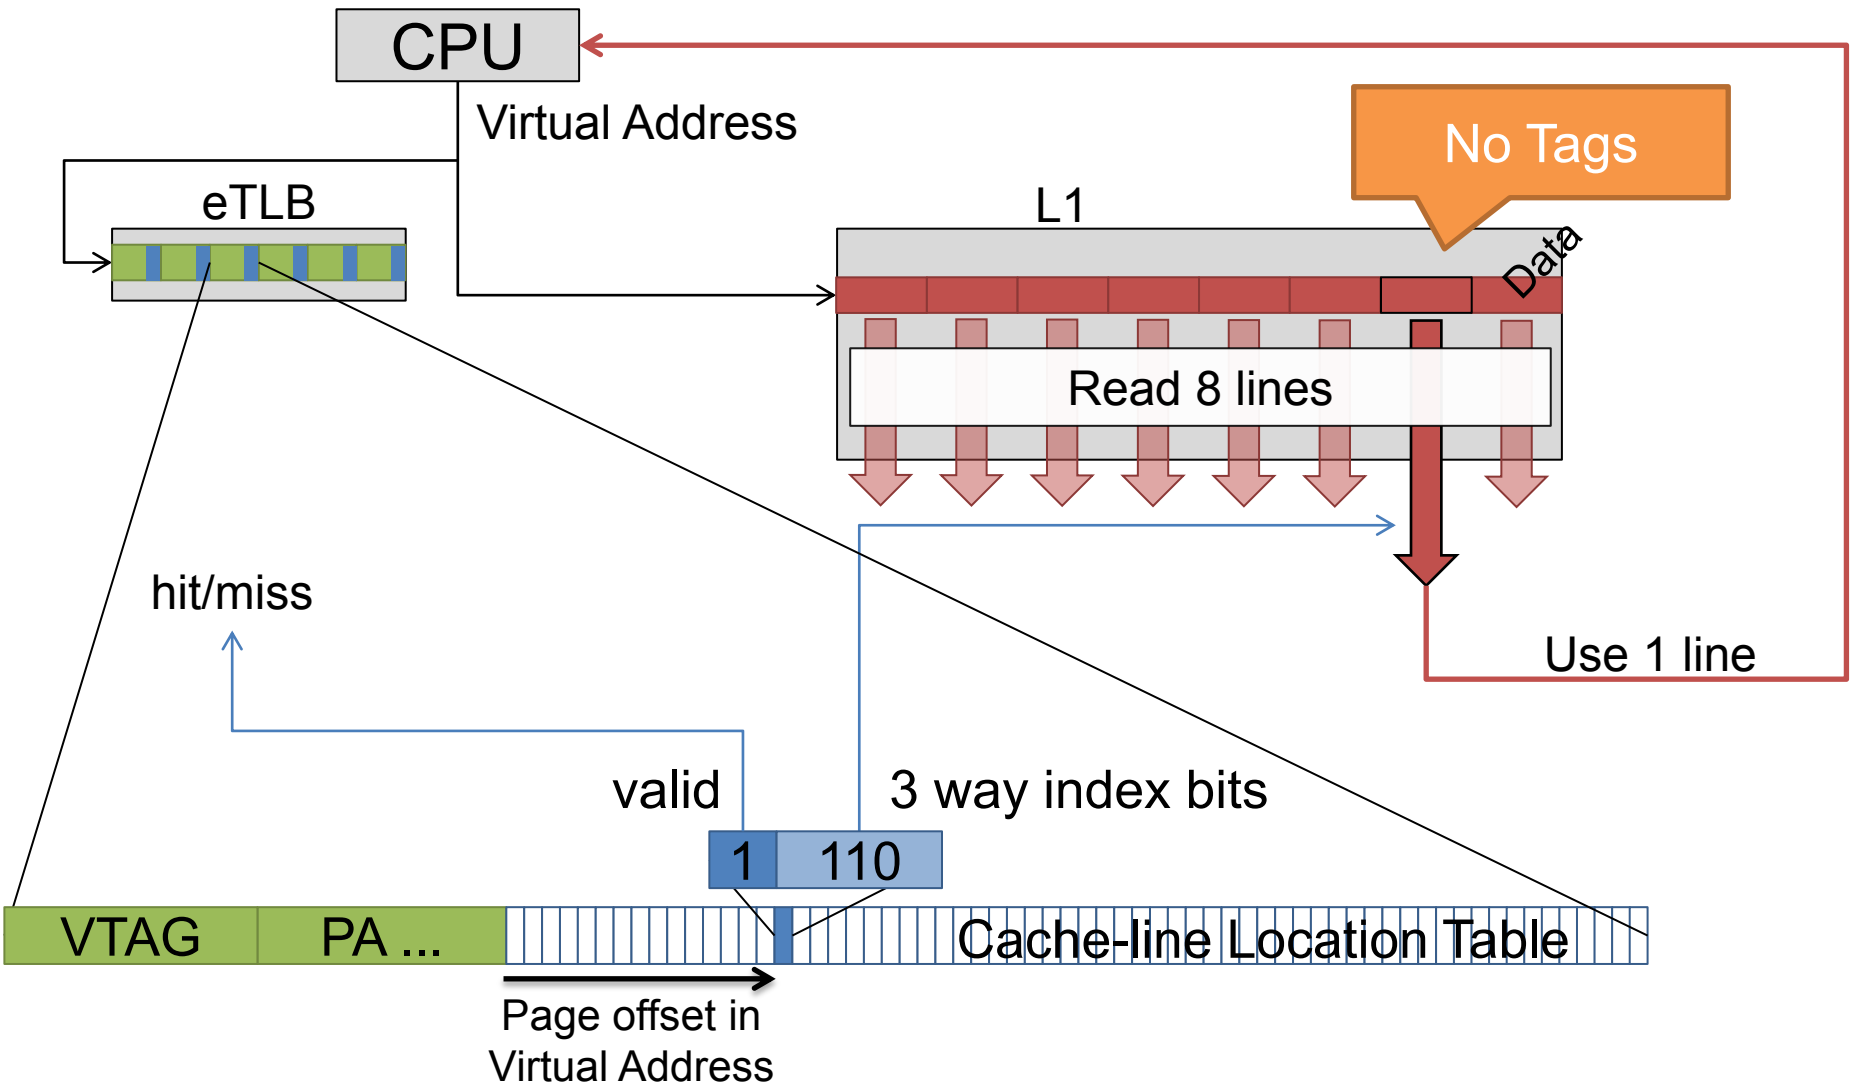 CPU
Virtual Address
No Tags
eTLB
L1
Data
Read 8 lines
hit/miss
Use 1 line
valid
3 way index bits
1
110
VTAG
PA ...
Cache-line Location Table
Page offset in
Virtual Address